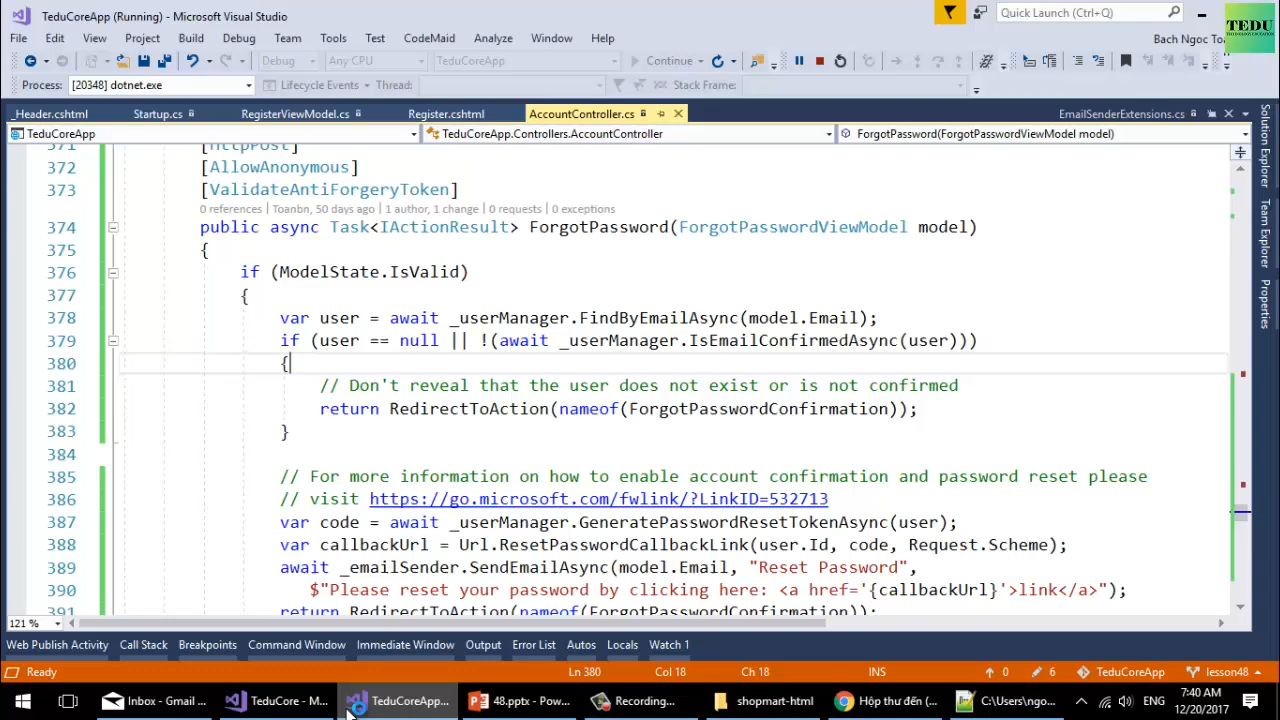 TeduCoreApp (Running) - Microsoft Visual Studio
Quick Launch (Ctrl+Q)
TEDU
File Edit View Project Build Debug Team Tools Test CodeMaid Analyze Window Help
Bach Ngoc Toa
Debug Any CPU TeduCoreApp Continue
Process: [20348] dotnet.exe Lifecycle Events Thread: Stack Frame:
_Header.cshtml Startup.cs RegisterViewModel.cs Register.cshtml AccountController.cs EmailSenderExtensions.cs
TeduCoreApp TeduCoreApp.Controllers.AccountController ForgotPassword(ForgotPasswordViewModel model)
371 [HttpPost]
372 [AllowAnonymous]
373 [ValidateAntiForgeryToken]
0 references | Toanbn, 50 days ago | 1 author, 1 change | 0 requests | 0 exceptions
374 public async Task<IActionResult> ForgotPassword(ForgotPasswordViewModel model)
375 {
376 if (ModelState.IsValid)
377 {
378 var user = await _userManager.FindByEmailAsync(model.Email);
379 if (user == null || !(await _userManager.IsEmailConfirmedAsync(user)))
380 {
381 // Don't reveal that the user does not exist or is not confirmed
382 return RedirectToAction(nameof(ForgotPasswordConfirmation));
383 }
384
385 // For more information on how to enable account confirmation and password reset please
386 // visit https://go.microsoft.com/fwlink/?LinkID=532713
387 var code = await _userManager.GeneratePasswordResetTokenAsync(user);
388 var callbackUrl = Url.ResetPasswordCallbackLink(user.Id, code, Request.Scheme);
389 await _emailSender.SendEmailAsync(model.Email, "Reset Password",
390 $"Please reset your password by clicking here: <a href='{callbackUrl}'>link</a>");
391 return RedirectToAction(nameof(ForgotPasswordConfirmation));
Solution Explorer
Team Explorer
Properties
121 %
Web Publish Activity Call Stack Breakpoints Command Window Immediate Window Output Error List Autos Locals Watch 1
Ready Ln 380 Col 18 Ch 18 INS 0 6 TeduCoreApp lesson48
Inbox - Gmail ... TeduCore - M... TeduCoreApp... 48.pptx - Pow... Recording... shopmart-html Hộp thư đến (... C:\Users\ngo... ENG 7:40 AM
12/20/2017